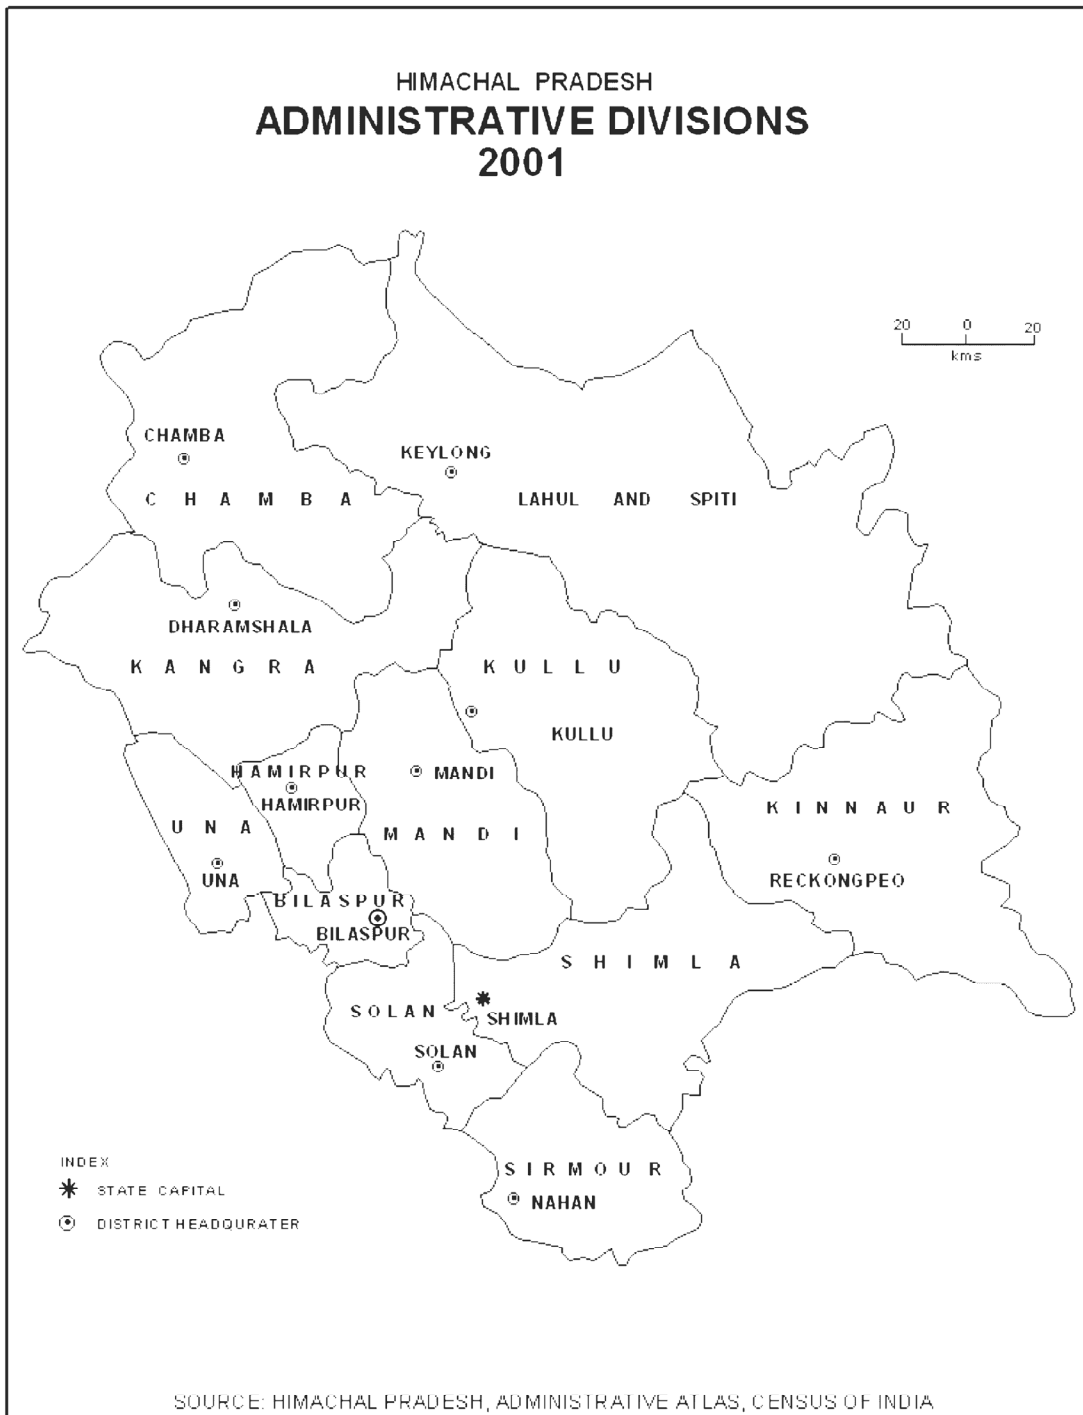 HIMACHAL PRADESH
ADMINISTRATIVE DIVISIONS
2001
20 0 20
kms
CHAMBA
KEYLONG
C H A M B A
LAHUL AND SPITI
DHARAMSHALA
K A N G R A
K U L L U
KULLU
HAMIRPUR
MANDI
HAMIRPUR
K I N N A U R
U N A
M A N D I
UNA
RECKONGPEO
BILASPUR
BILASPUR
S H I M L A
SOLAN
SHIMLA
SOLAN
S I R M O U R
NAHAN
INDEX
STATE CAPITAL
DISTRICT HEADQURATER
SOURCE: HIMACHAL PRADESH, ADMINISTRATIVE ATLAS, CENSUS OF INDIA